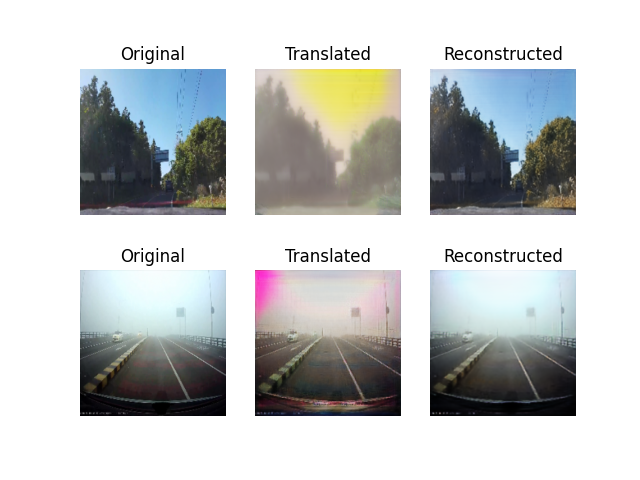 Original
Translated
Reconstructed
Original
Translated
Reconstructed